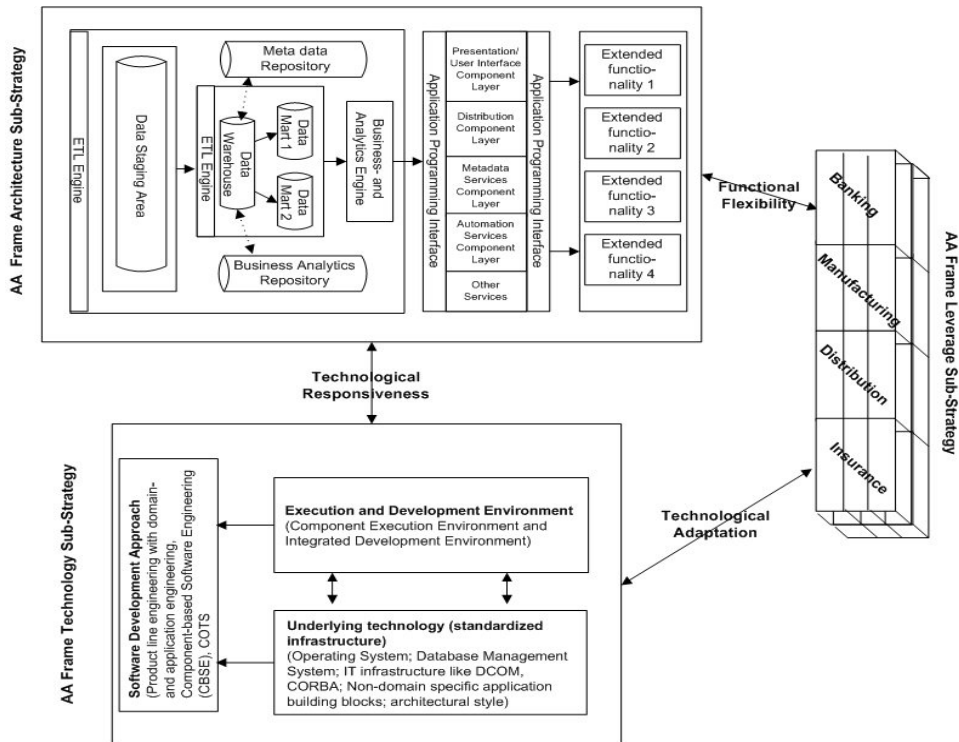 AA Frame Architecture Sub-Strategy
ETL Engine
Data Staging Area
Meta data
Repository
ETL Engine
Data
Warehouse
Data
Mart 1
Data
Mart 2
Business Analytics
Repository
Business- and
Analytics Engine
Application Programming Interface
Presentation/
User Interface
Component
Layer
Distribution
Component
Layer
Metadata
Services
Component
Layer
Automation
Services
Component
Layer
Other
Services
Application Programming Interface
Extended
functio-
nality 1
Extended
functio-
nality 2
Extended
functio-
nality 3
Extended
functio-
nality 4
Functional
Flexibility
Banking
Manufacturing
Distribution
Insurance
AA Frame Leverage Sub-Strategy
Technological
Responsiveness
AA Frame Technology Sub-Strategy
Software Development Approach
(Product line engineering with domain-
and application engineering,
Component-based Software Engineering
(CBSE), COTS
Execution and Development Environment
(Component Execution Environment and
Integrated Development Environment)
Underlying technology (standardized
infrastructure)
(Operating System; Database Management
System; IT infrastructure like DCOM,
CORBA; Non-domain specific application
building blocks; architectural style)
Technological
Adaptation